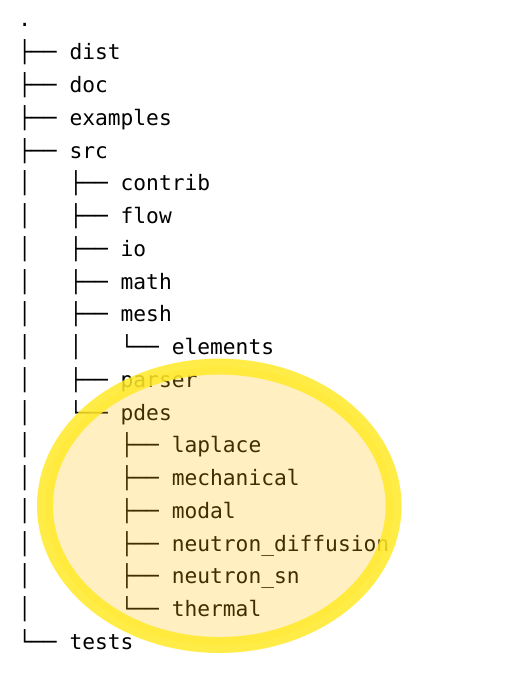 .
├── dist
├── doc
├── examples
├── src
│   ├── contrib
│   ├── flow
│   ├── io
│   ├── math
│   ├── mesh
│   │   └── elements
│   ├── parser
│   └── pdes
│       ├── laplace
│       ├── mechanical
│       ├── modal
│       ├── neutron_diffusion
│       ├── neutron_sn
│       └── thermal
└── tests